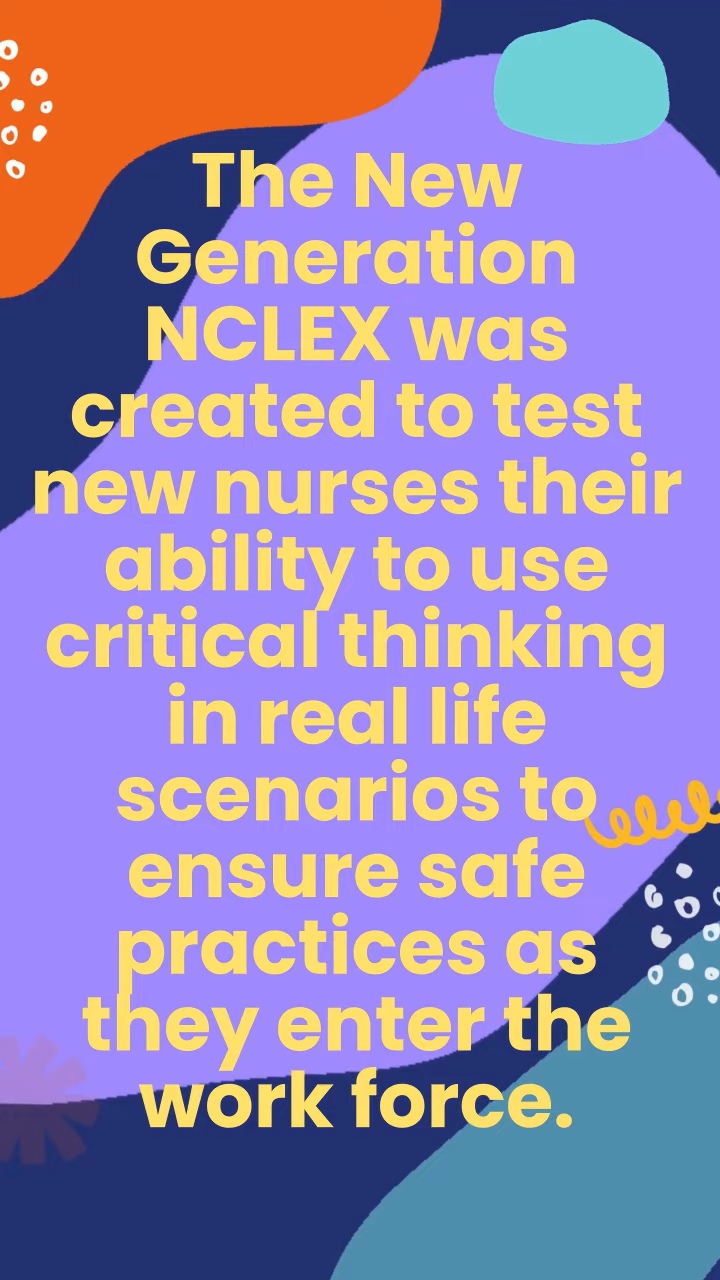 The New
Generation
NCLEX was
created to test
new nurses their
ability to use
critical thinking
in real life
scenarios to
ensure safe
practices as
they enter the
work force.